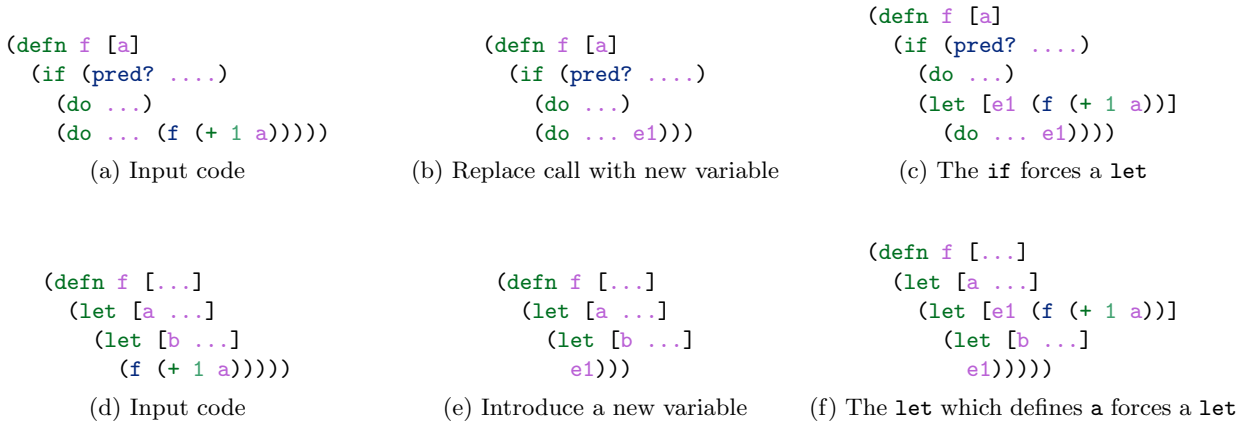 (defn f [a]
  (if (pred? ....)
    (do ...)
    (do ... (f (+ 1 a)))))
(a) Input code
(defn f [a]
  (if (pred? ....)
    (do ...)
    (do ... e1)))
(b) Replace call with new variable
(defn f [a]
  (if (pred? ....)
    (do ...)
    (let [e1 (f (+ 1 a))]
      (do ... e1))))
(c) The if forces a let
(defn f [...]
  (let [a ...]
    (let [b ...]
      (f (+ 1 a)))))
(d) Input code
(defn f [...]
  (let [a ...]
    (let [b ...]
      e1)))
(e) Introduce a new variable
(defn f [...]
  (let [a ...]
    (let [e1 (f (+ 1 a))]
      (let [b ...]
        e1)))))
(f) The let which defines a forces a let